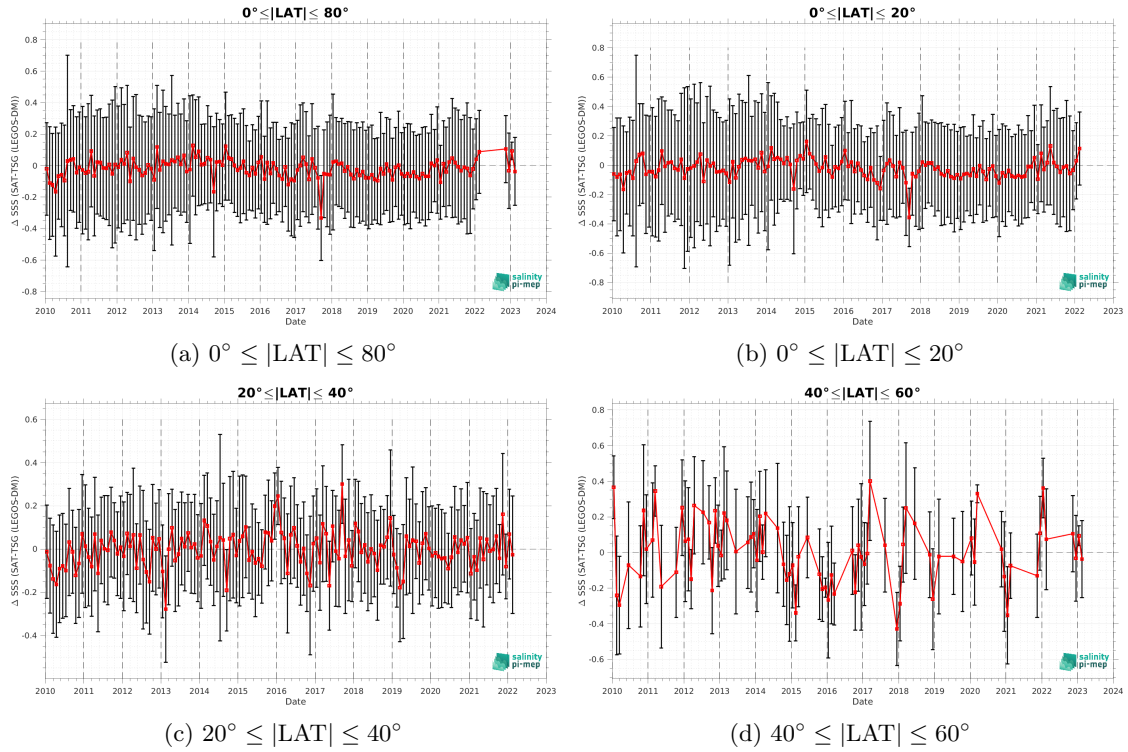 0°≤|LAT|≤ 80°
Δ SSS (SAT-TSG (LEGOS-DM))
0.8
0.6
0.4
0.2
0
-0.2
-0.4
-0.6
-0.8
2010 2011 2012 2013 2014 2015 2016 2017 2018 2019 2020 2021 2022 2023 2024
Date
salinity
pi-mep
(a) 0° ≤ |LAT| ≤ 80°
0°≤|LAT|≤ 20°
Δ SSS (SAT-TSG (LEGOS-DM))
0.8
0.6
0.4
0.2
0
-0.2
-0.4
-0.6
-0.8
2010 2011 2012 2013 2014 2015 2016 2017 2018 2019 2020 2021 2022 2023
Date
salinity
pi-mep
(b) 0° ≤ |LAT| ≤ 20°
20°≤|LAT|≤ 40°
Δ SSS (SAT-TSG (LEGOS-DM))
0.6
0.4
0.2
0
-0.2
-0.4
2010 2011 2012 2013 2014 2015 2016 2017 2018 2019 2020 2021 2022 2023
Date
salinity
pi-mep
(c) 20° ≤ |LAT| ≤ 40°
40°≤|LAT|≤ 60°
Δ SSS (SAT-TSG (LEGOS-DM))
0.8
0.6
0.4
0.2
0
-0.2
-0.4
-0.6
2010 2011 2012 2013 2014 2015 2016 2017 2018 2019 2020 2021 2022 2023 2024
Date
salinity
pi-mep
(d) 40° ≤ |LAT| ≤ 60°